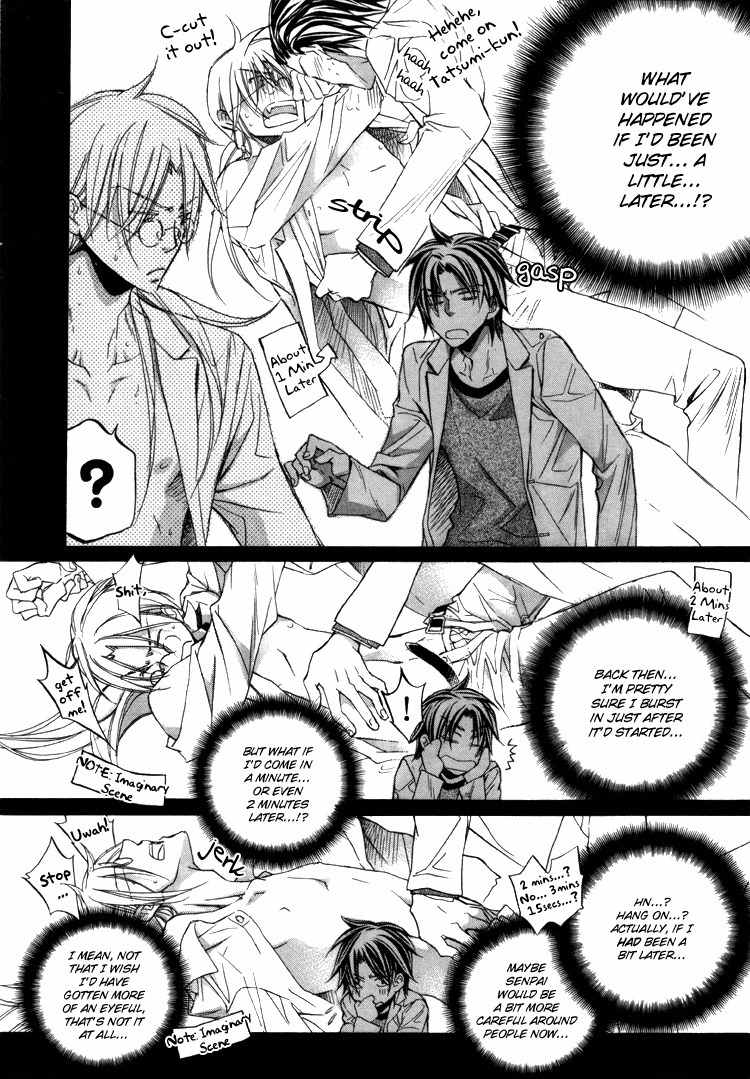 C-cut
it out!
Hehehe,
come on
Tatsumi-kun!
haah
haah
WHAT
WOULD'VE
HAPPENED
IF I'D BEEN
JUST... A
LITTLE...
LATER...!?
strip
gasp
About
1 Mins
Later
?
About
2 Mins
Later
Shit,
get
off
me!
!
BACK THEN...
I'M PRETTY
SURE I BURST
IN JUST AFTER
IT'D STARTED...
BUT WHAT IF
I'D COME IN
A MINUTE...
OR EVEN
2 MINUTES
LATER...!?
NOTE: Imaginary
Scene
Uwah!
Stop
...
jerk
2 mins...?
No... 3mins
15secs...?
HN...?
HANG ON...?
ACTUALLY, IF I
HAD BEEN A
BIT LATER...
MAYBE
SENPAI
WOULD BE
A BIT MORE
CAREFUL AROUND
PEOPLE NOW...
I MEAN, NOT
THAT I WISH
I'D HAVE
GOTTEN MORE
OF AN EYEFUL,
THAT'S NOT IT
AT ALL...
Note: Imaginary
Scene